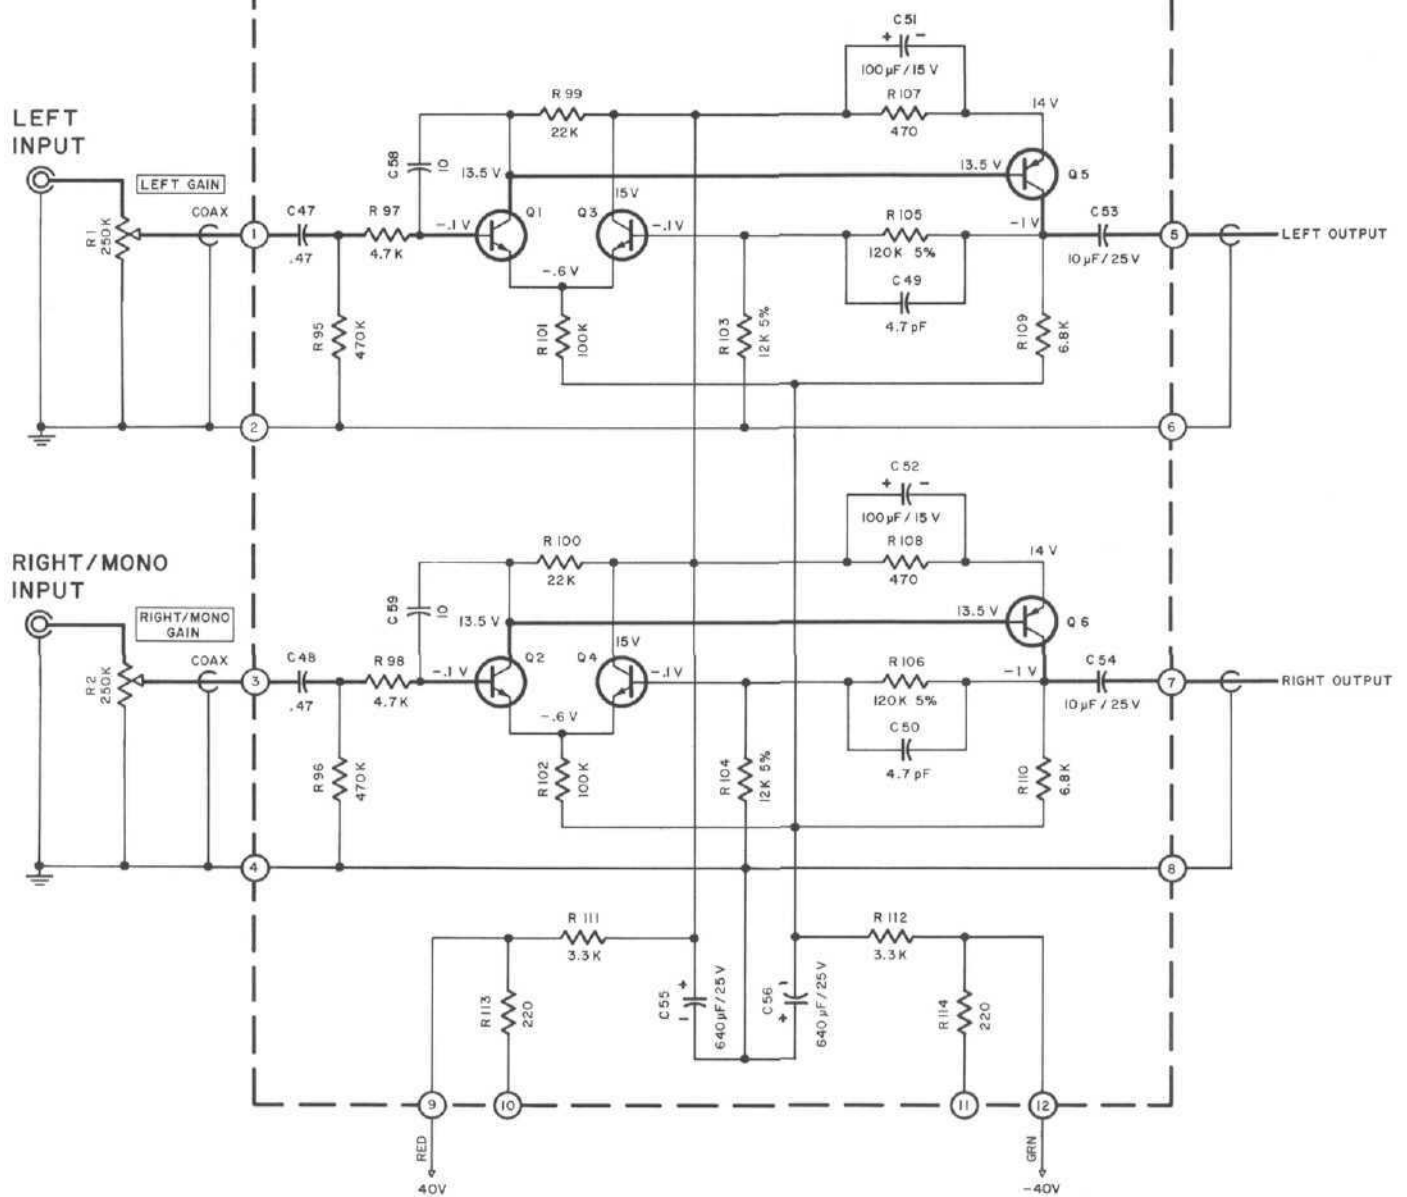 C51
+ -
100µF/15V
R99
22K
R107
470
14V
LEFT
INPUT
C58
10
13.5V
13.5V
Q5
LEFT GAIN
15V
COAX
1
C47
.47
R97
4.7K
-.1V
Q1
Q3
-.1V
R105
120K 5%
-1V
C53
10µF/25V
5
LEFT OUTPUT
R1
250K
-.6V
C49
4.7pF
R95
470K
R101
100K
R103
12K 5%
R109
6.8K
2
6
C52
+ -
100µF/15V
R100
22K
R108
470
14V
RIGHT/MONO
INPUT
C59
10
13.5V
13.5V
Q6
RIGHT/MONO
GAIN
15V
COAX
3
C48
.47
R98
4.7K
-.1V
Q2
Q4
-.1V
R106
120K 5%
-1V
C54
10µF/25V
7
RIGHT OUTPUT
R2
250K
-.6V
C50
4.7pF
R96
470K
R102
100K
R104
12K 5%
R110
6.8K
4
8
R111
3.3K
R112
3.3K
R113
220
C55
+
-
640µF/25V
C56
-
+
640µF/25V
R114
220
9
10
11
12
RED
GRN
40V
-40V